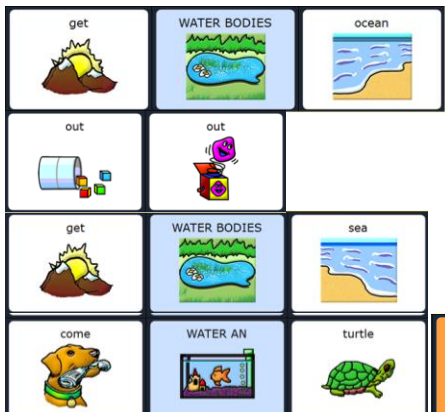 get WATER BODIES ocean
out out
get WATER BODIES sea
come WATER AN turtle